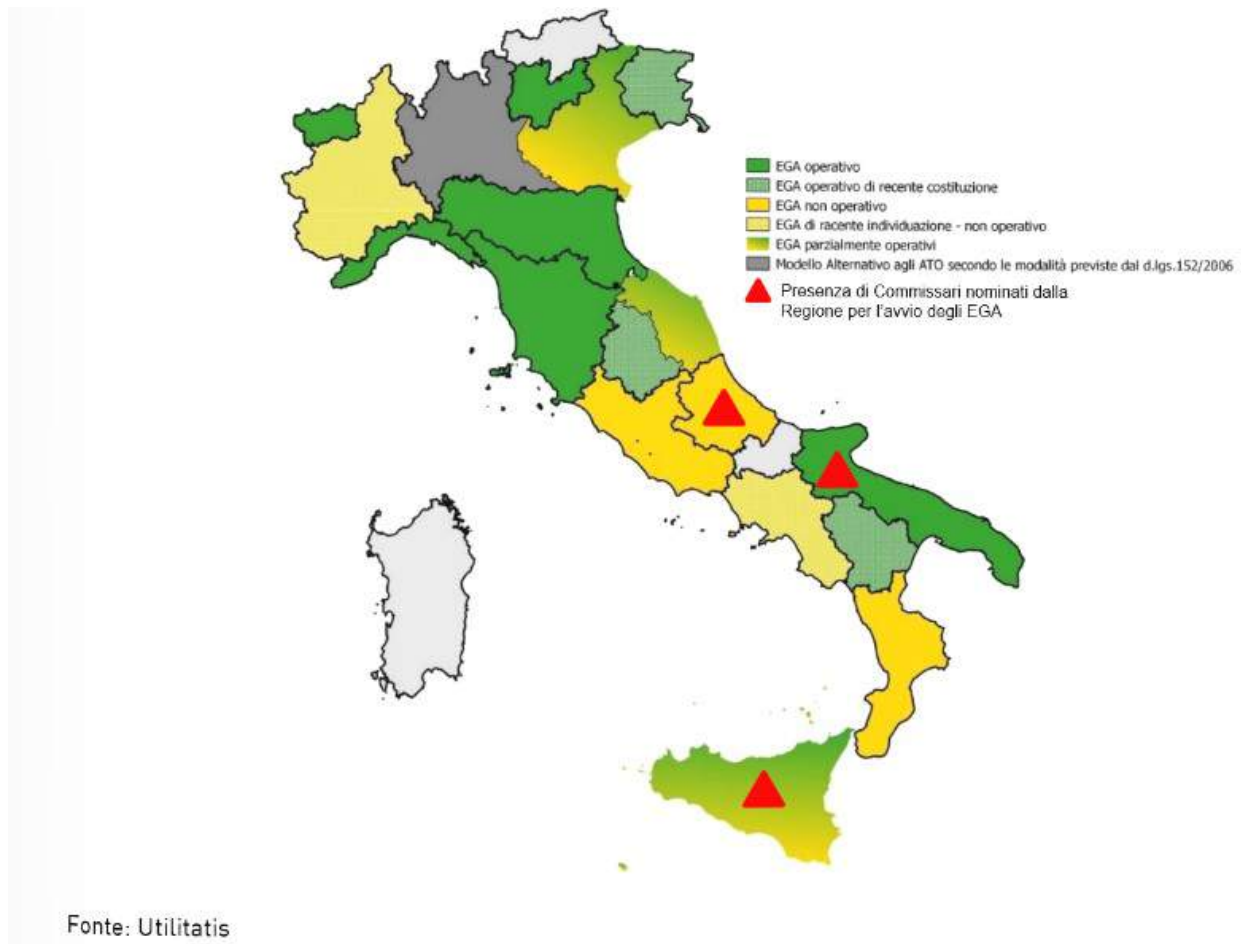 EGA operativo
EGA operativo di recente costituzione
EGA non operativo
EGA di racente individuazione - non operativo
EGA parzialmente operativi
Modello Alternativo agli ATO secondo le modalità previste dal d.lgs.152/2006
Presenza di Commissari nominati dalla
Regione per l'avvio degli EGA
Fonte: Utilitatis